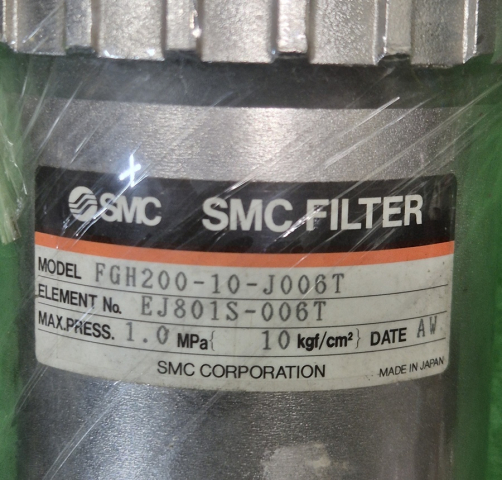 SMC SMC FILTER
MODEL FGH200-10-J006T
ELEMENT No. EJ801S-006T
MAX.PRESS. 1.0 MPa{ 10 kgf/cm²} DATE AW
SMC CORPORATION MADE IN JAPAN